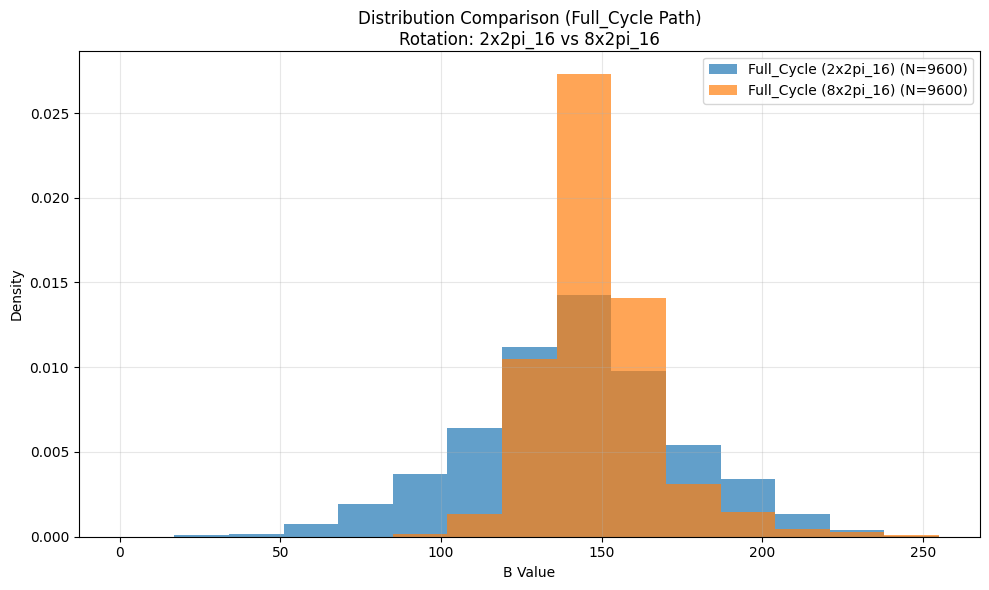 Distribution Comparison (Full_Cycle Path)
Rotation: 2x2pi_16 vs 8x2pi_16
Full_Cycle (2x2pi_16) (N=9600)
Full_Cycle (8x2pi_16) (N=9600)
Density
0.025
0.020
0.015
0.010
0.005
0.000
0 50 100 150 200 250
B Value